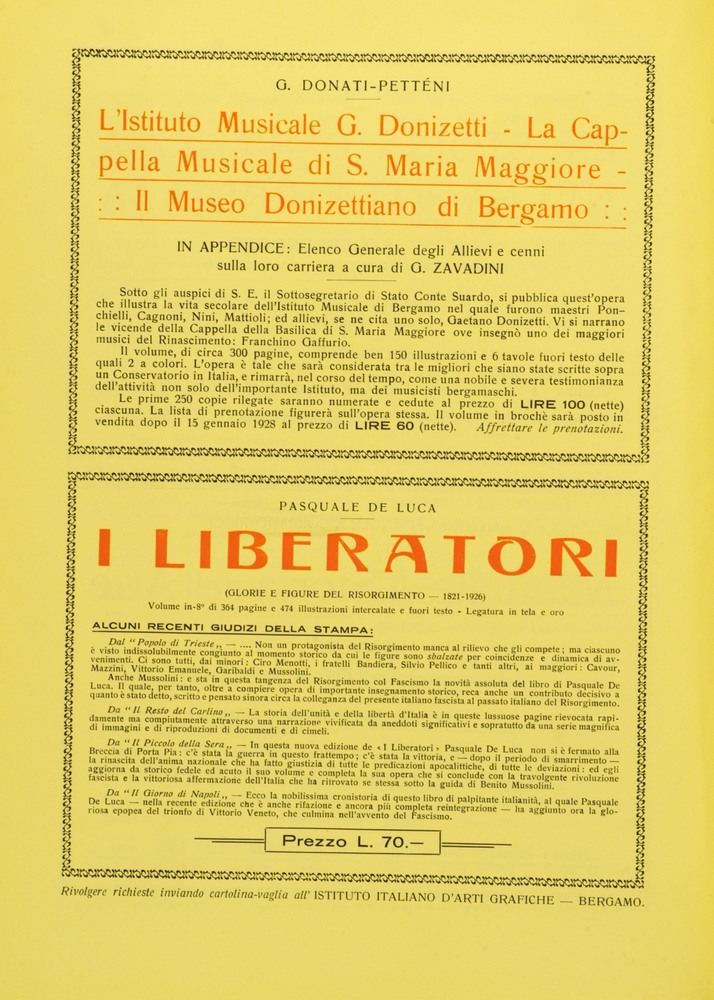 G. DONATI-PETTÉNI
L'Istituto Musicale G. Donizetti - La Cap-
pella Musicale di S. Maria Maggiore -
: : Il Museo Donizettiano di Bergamo : :
IN APPENDICE: Elenco Generale degli Allievi e cenni
sulla loro carriera a cura di G. ZAVADINI
Sotto gli auspici di S. E. il Sottosegretario di Stato Conte Suardo, si pubblica quest'opera
che illustra la vita secolare dell'Istituto Musicale di Bergamo nel quale furono maestri Pon-
chielli, Cagnoni, Nini, Mattioli; ed allievi, se ne cita uno solo, Gaetano Donizetti. Vi si narrano
le vicende della Cappella della Basilica di S. Maria Maggiore ove insegnò uno dei maggiori
musici del Rinascimento: Franchino Gaffurio.
Il volume, di circa 300 pagine, comprende ben 150 illustrazioni e 6 tavole fuori testo delle
quali 2 a colori. L'opera è tale che sarà considerata tra le migliori che siano state scritte sopra
un Conservatorio in Italia, e rimarrà, nel corso del tempo, come una nobile e severa testimonianza
dell'attività non solo dell'importante Istituto, ma dei musicisti bergamaschi.
Le prime 250 copie rilegate saranno numerate e cedute al prezzo di LIRE 100 (nette)
ciascuna. La lista di prenotazione figurerà sull'opera stessa. Il volume in brochè sarà posto in
vendita dopo il 15 gennaio 1928 al prezzo di LIRE 60 (nette). Affrettare le prenotazioni.
PASQUALE DE LUCA
I LIBERATORI
(GLORIE E FIGURE DEL RISORGIMENTO — 1821-1926)
Volume in-8° di 364 pagine e 474 illustrazioni intercalate e fuori testo - Legatura in tela e oro
ALCUNI RECENTI GIUDIZI DELLA STAMPA:
Dal "Popolo di Trieste„ — .... Non un protagonista del Risorgimento manca al rilievo che gli compete; ma ciascuno
è visto indissolubilmente congiunto al momento storico da cui le figure sono sbalzate per coincidenze e dinamica di av-
venimenti. Ci sono tutti, dai minori: Ciro Menotti, i fratelli Bandiera, Silvio Pellico e tanti altri, ai maggiori: Cavour,
Mazzini, Vittorio Emanuele, Garibaldi e Mussolini.
Anche Mussolini: e sta in questa tangenza del Risorgimento col Fascismo la novità assoluta del libro di Pasquale De
Luca. Il quale, per tanto, oltre a compiere opera di importante insegnamento storico, reca anche un contributo decisivo a
quanto è stato detto, scritto e pensato sinora circa la colleganza del presente italiano fascista al passato italiano del Risorgimento.
Da "Il Resto del Carlino„ — La storia dell'unità e della libertà d'Italia è in queste lussuose pagine rievocata rapi-
damente ma compiutamente attraverso una narrazione vivificata da aneddoti significativi e sopratutto da una serie magnifica
di immagini e di riproduzioni di documenti e di cimeli.
Da "Il Piccolo della Sera„ — In questa nuova edizione de «I Liberatori» Pasquale De Luca non si è fermato alla
Breccia di Porta Pia: c'è stata la guerra in questo frattempo; c'è stata la vittoria, e — dopo il periodo di smarrimento —
la rinascita dell'anima nazionale che ha fatto giustizia di tutte le predicazioni apocalittiche, di tutte le deviazioni: ed egli
aggiorna da storico fedele ed acuto il suo volume e completa la sua opera che si conclude con la travolgente rivoluzione
fascista e la vittoriosa affermazione dell'Italia che ha ritrovato se stessa sotto la guida di Benito Mussolini.
Da "Il Giorno di Napoli„ — Ecco la nobilissima cronistoria di questo libro di palpitante italianità, al quale Pasquale
De Luca — nella recente edizione che è anche rifazione e ancora più completa reintegrazione — ha aggiunto ora la glo-
riosa epopea del trionfo di Vittorio Veneto, che culmina nell'avvento del Fascismo.
Prezzo L. 70.—
Rivolgere richieste inviando cartolina-vaglia all' ISTITUTO ITALIANO D'ARTI GRAFICHE — BERGAMO.